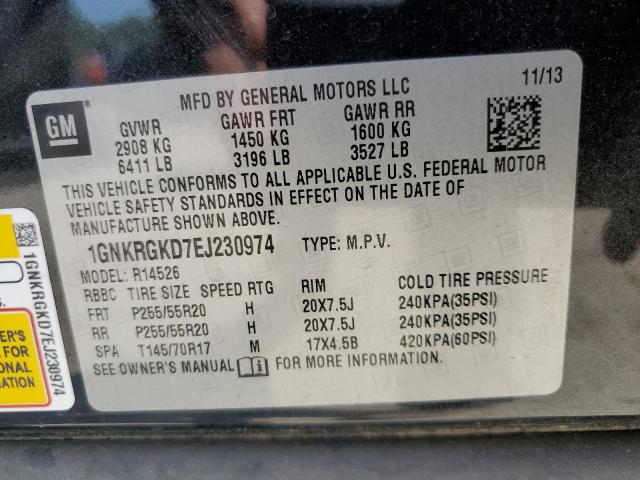 MFD BY GENERAL MOTORS LLC
11/13
GM
GVWR GAWR FRT GAWR RR
2908 KG 1450 KG 1600 KG
6411 LB 3196 LB 3527 LB
THIS VEHICLE CONFORMS TO ALL APPLICABLE U.S. FEDERAL MOTOR
VEHICLE SAFETY STANDARDS IN EFFECT ON THE DATE OF
MANUFACTURE SHOWN ABOVE.
1GNKRGKD7EJ230974 TYPE: M.P.V.
MODEL: R14526
RBBC TIRE SIZE SPEED RTG RIM COLD TIRE PRESSURE
FRT P255/55R20 H 20X7.5J 240KPA(35PSI)
RR P255/55R20 H 20X7.5J 240KPA(35PSI)
SPA T145/70R17 M 17X4.5B 420KPA(60PSI)
SEE OWNER'S MANUAL FOR MORE INFORMATION
1GNKRGKD7EJ230974
NER'S
FOR
ONAL
ATION